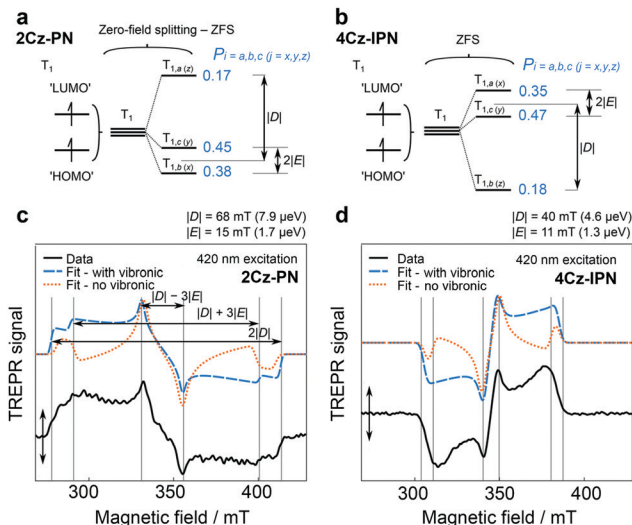 a
Zero-field splitting – ZFS
2Cz-PN
P i = a,b,c (j = x,y,z)
T1
T1,a (z)
0.17
'LUMO'
|D|
T1
T1,c (y)
0.45
2|E|
T1,b (x)
0.38
'HOMO'
b
ZFS
4Cz-IPN
P i = a,b,c (j = x,y,z)
T1
T1,a (x)
0.35
'LUMO'
2|E|
T1,c (y)
0.47
T1
|D|
T1,b (z)
0.18
'HOMO'
c
|D| = 68 mT (7.9 µeV)
|E| = 15 mT (1.7 µeV)
Data
420 nm excitation
Fit - with vibronic
2Cz-PN
Fit - no vibronic
|D| − 3|E|
|D| + 3|E|
2|D|
TREPR signal
300
350
400
Magnetic field / mT
d
|D| = 40 mT (4.6 µeV)
|E| = 11 mT (1.3 µeV)
Data
420 nm excitation
Fit - with vibronic
4Cz-IPN
Fit - no vibronic
TREPR signal
300
350
400
Magnetic field / mT